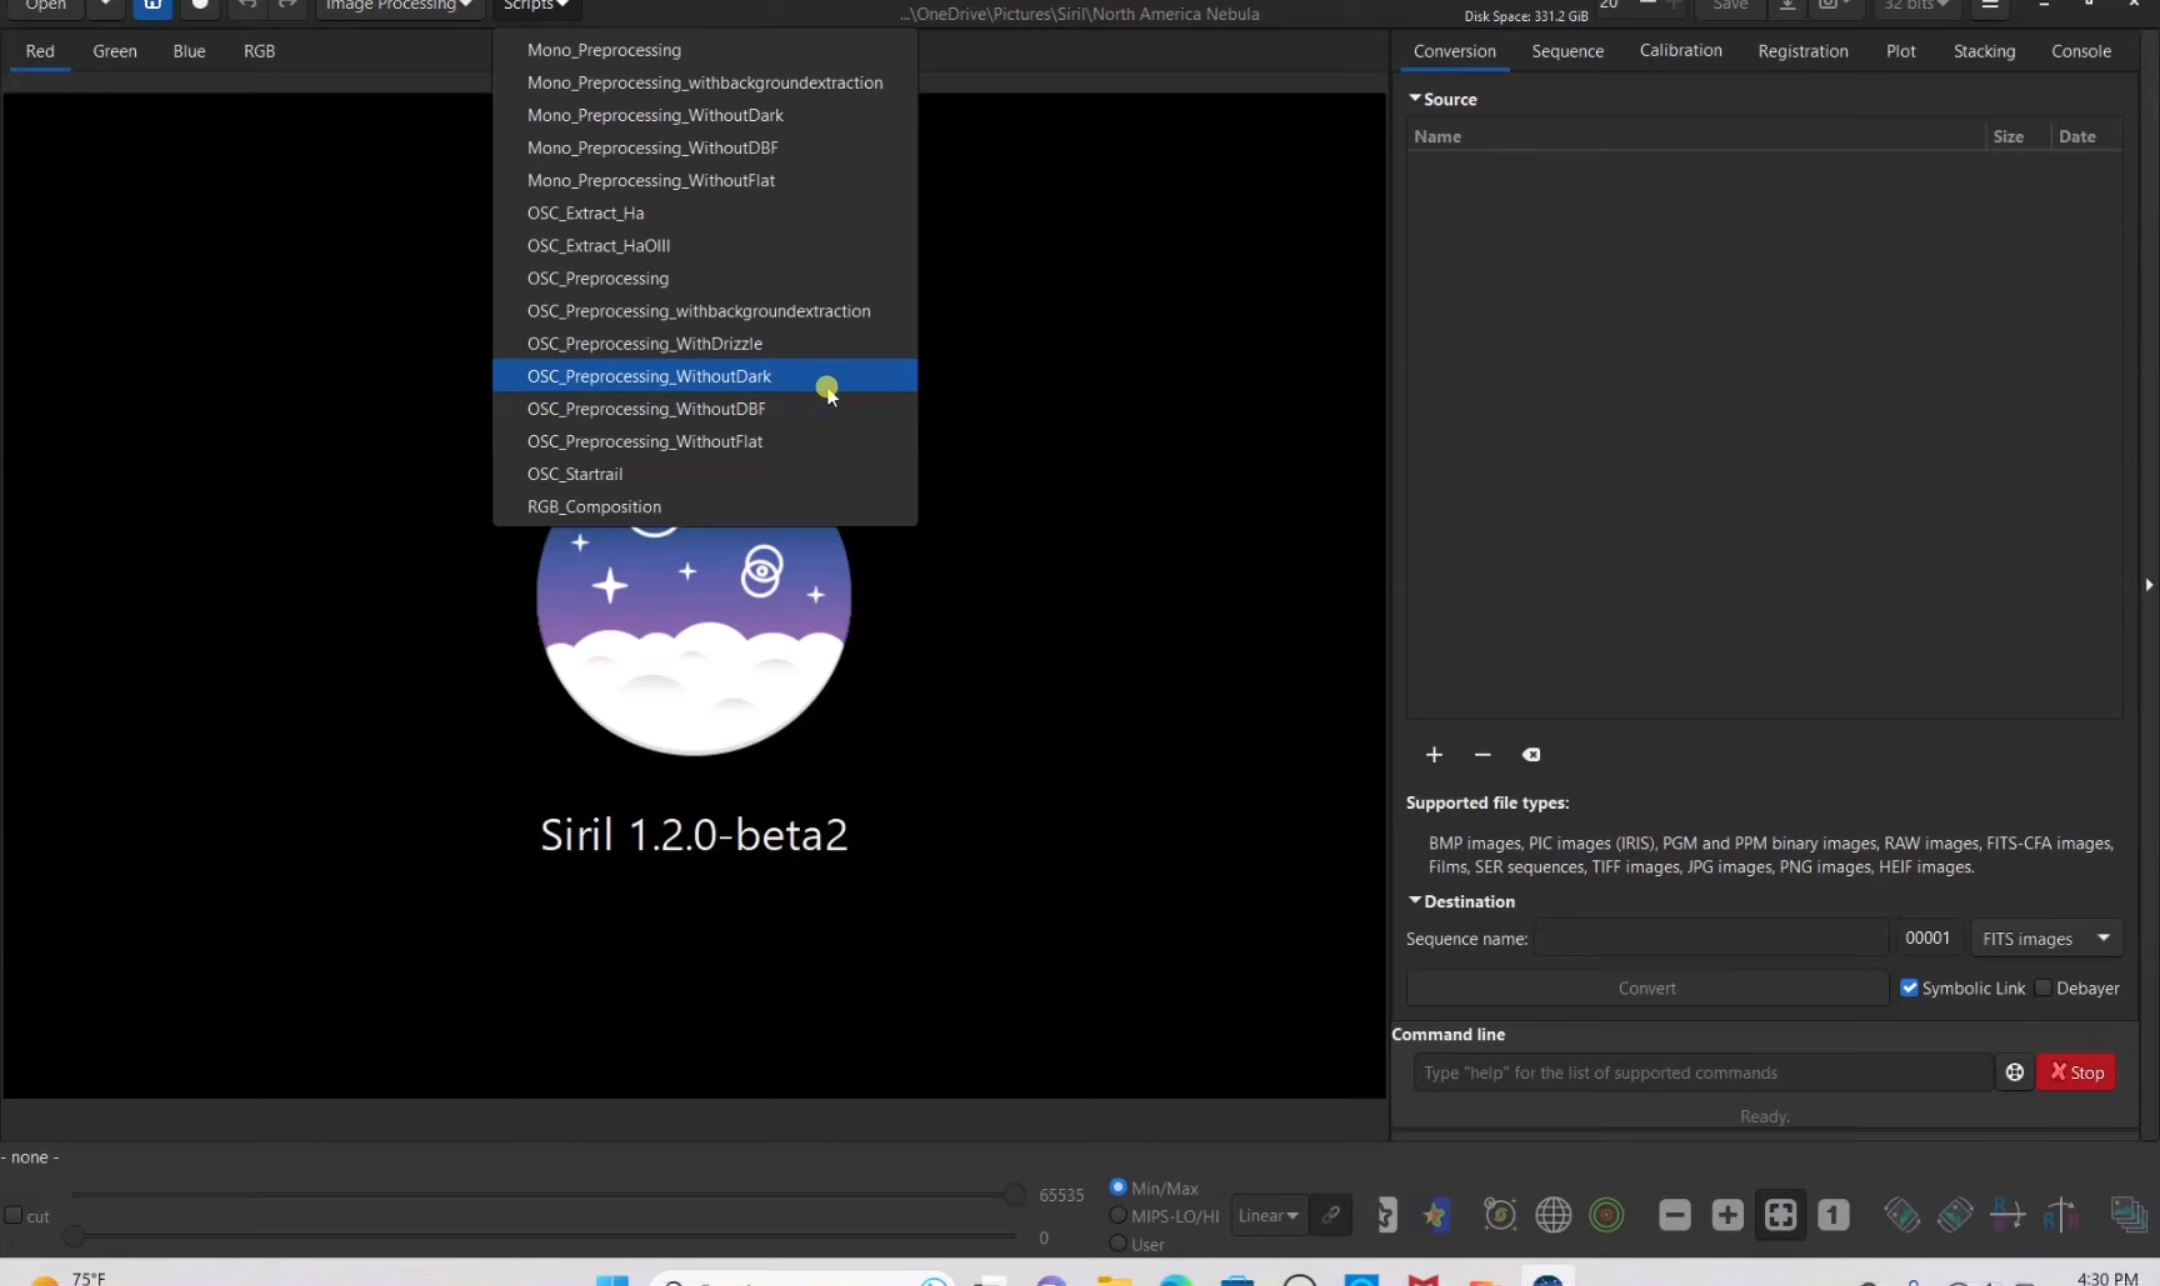 Open
Image Processing
Scripts
...\OneDrive\Pictures\Siril\North America Nebula
Disk Space: 331.2 GiB
20
Save
32 bits
Red Green Blue RGB
Mono_Preprocessing
Mono_Preprocessing_withbackgroundextraction
Mono_Preprocessing_WithoutDark
Mono_Preprocessing_WithoutDBF
Mono_Preprocessing_WithoutFlat
OSC_Extract_Ha
OSC_Extract_HaOIII
OSC_Preprocessing
OSC_Preprocessing_withbackgroundextraction
OSC_Preprocessing_WithDrizzle
OSC_Preprocessing_WithoutDark
OSC_Preprocessing_WithoutDBF
OSC_Preprocessing_WithoutFlat
OSC_Startrail
RGB_Composition
Siril 1.2.0-beta2
Conversion Sequence Calibration Registration Plot Stacking Console
Source
Name Size Date
Supported file types:
BMP images, PIC images (IRIS), PGM and PPM binary images, RAW images, FITS-CFA images,
Films, SER sequences, TIFF images, JPG images, PNG images, HEIF images.
Destination
Sequence name: 00001 FITS images
Convert Symbolic Link Debayer
Command line
Type "help" for the list of supported commands Stop
Ready.
- none -
65535
cut
0
Min/Max
MIPS-LO/HI
User
Linear
1
75°F
4:30 PM